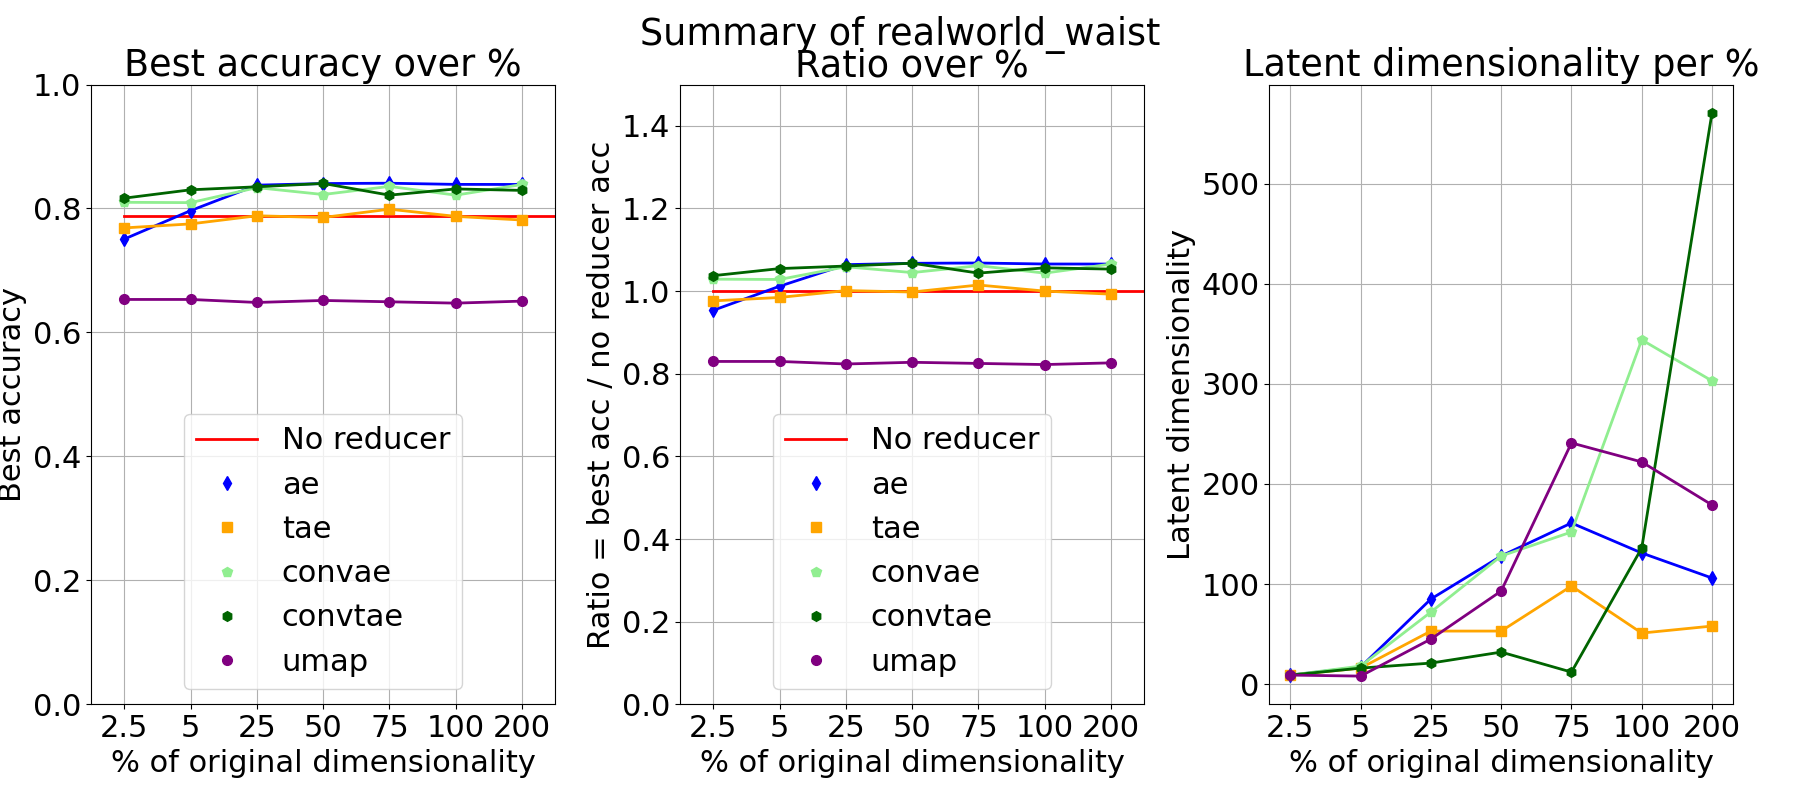 Summary of realworld_waist
Best accuracy over %
1.0
0.8
0.6
0.4
0.2
0.0
Best accuracy
No reducer
ae
tae
convae
convtae
umap
2.5 5 25 50 75 100 200
% of original dimensionality
Ratio over %
1.4
1.2
1.0
0.8
0.6
0.4
0.2
0.0
Ratio = best acc / no reducer acc
No reducer
ae
tae
convae
convtae
umap
2.5 5 25 50 75 100 200
% of original dimensionality
Latent dimensionality per %
500
400
300
200
100
0
Latent dimensionality
2.5 5 25 50 75 100 200
% of original dimensionality